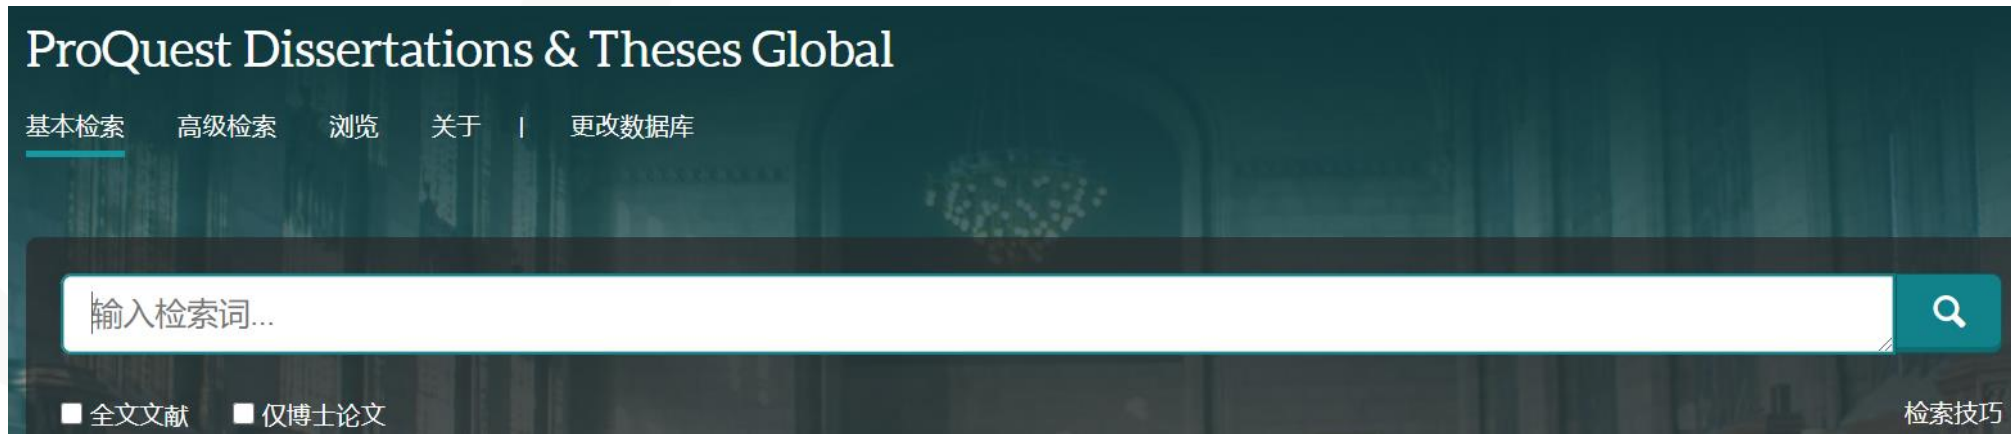 ProQuest Dissertations & Theses Global
基本检索 高级检索 浏览 关于 | 更改数据库
输入检索词...
全文文献 仅博士论文 检索技巧